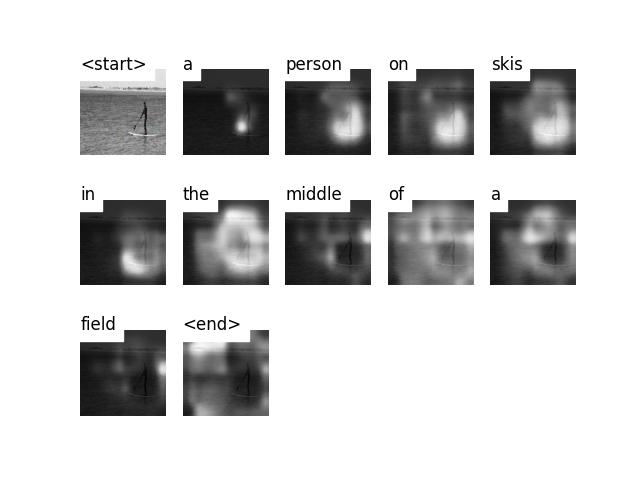 <start> a person on skis
in the middle of a
field <end>